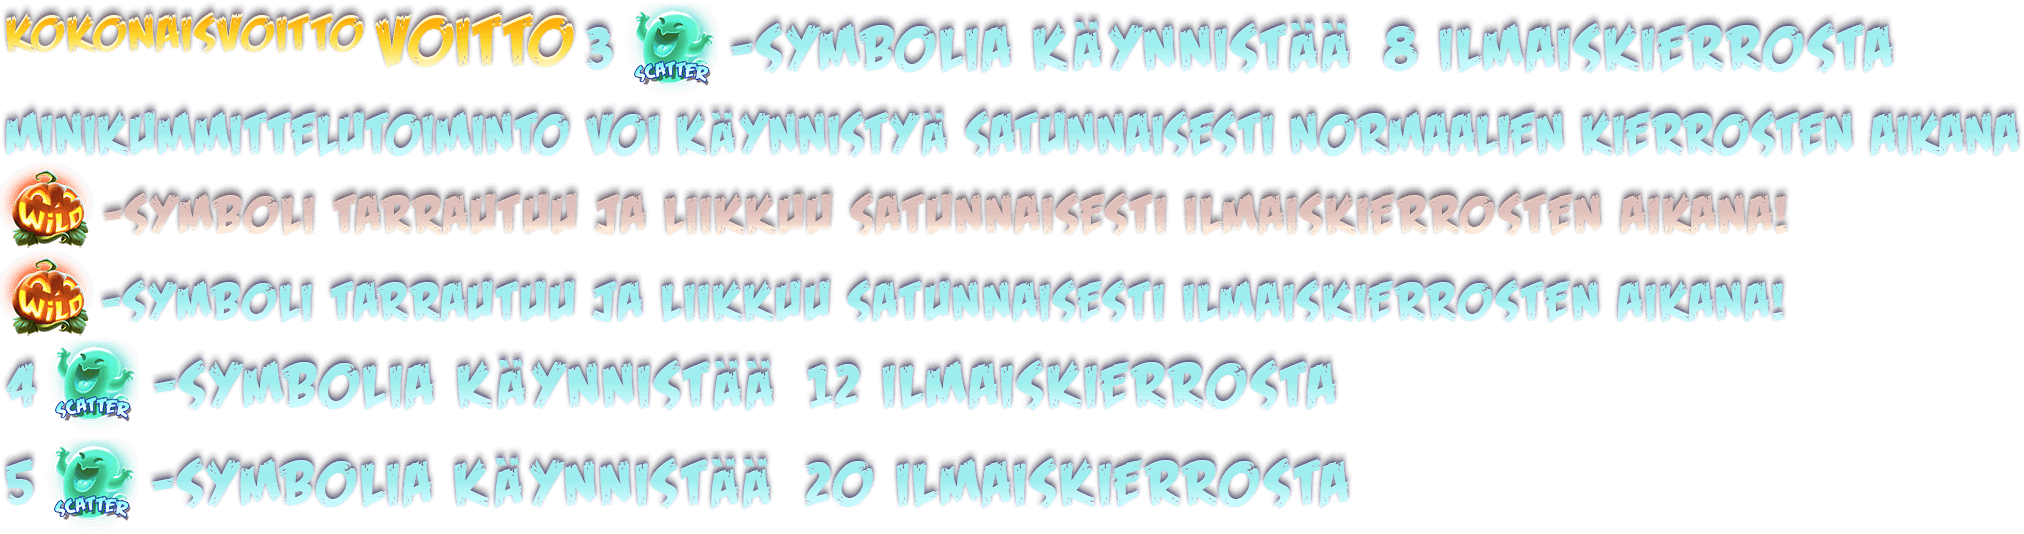 KOKONAISVOITTO VOITTO 3 SCATTER -SYMBOLIA KÄYNNISTÄÄ 8 ILMAISKIERROSTA
MINIKUMMITTELUTOIMINTO VOI KÄYNNISTYÄ SATUNNAISESTI NORMAALIEN KIERROSTEN AIKANA
WILD -SYMBOLI TARRAUTUU JA LIIKKUU SATUNNAISESTI ILMAISKIERROSTEN AIKANA!
WILD -SYMBOLI TARRAUTUU JA LIIKKUU SATUNNAISESTI ILMAISKIERROSTEN AIKANA!
4 SCATTER -SYMBOLIA KÄYNNISTÄÄ 12 ILMAISKIERROSTA
5 SCATTER -SYMBOLIA KÄYNNISTÄÄ 20 ILMAISKIERROSTA